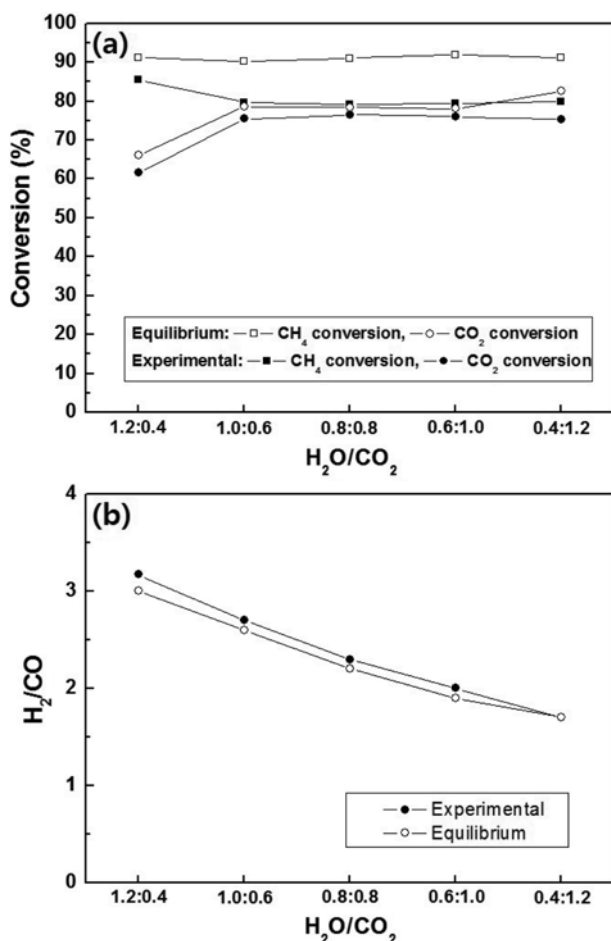 (a)
100
90
80
70
60
50
40
30
20
10
0
Conversion (%)
Equilibrium: CH₄ conversion, CO₂ conversion
Experimental: CH₄ conversion, CO₂ conversion
1.2:0.4 1.0:0.6 0.8:0.8 0.6:1.0 0.4:1.2
H₂O/CO₂
(b)
4
3
2
1
0
H₂/CO
Experimental
Equilibrium
1.2:0.4 1.0:0.6 0.8:0.8 0.6:1.0 0.4:1.2
H₂O/CO₂